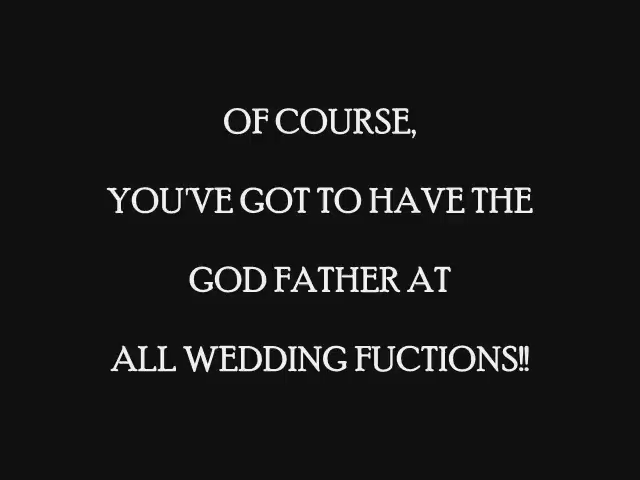 OF COURSE,
YOU'VE GOT TO HAVE THE
GOD FATHER AT
ALL WEDDING FUCTIONS!!